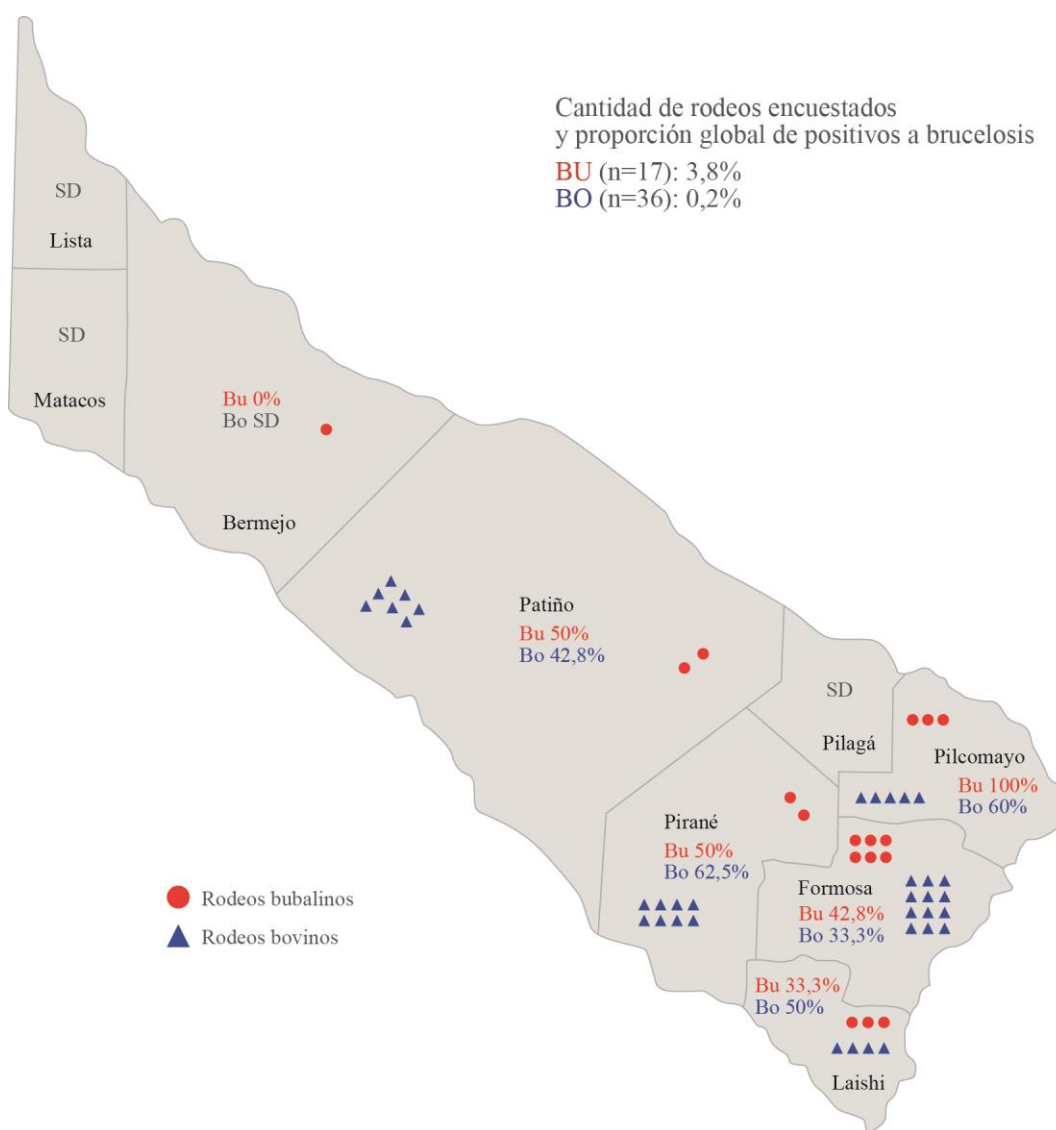 Cantidad de rodeos encuestados
y proporción global de positivos a brucelosis
BU (n=17): 3,8%
BO (n=36): 0,2%
SD
Lista
SD
Matacos
Bu 0%
Bo SD
Bermejo
Patiño
Bu 50%
Bo 42,8%
SD
Pilagá
Pilcomayo
Bu 100%
Bo 60%
Pirané
Bu 50%
Bo 62,5%
Formosa
Bu 42,8%
Bo 33,3%
Bu 33,3%
Bo 50%
Laishi
Rodeos bubalinos
Rodeos bovinos